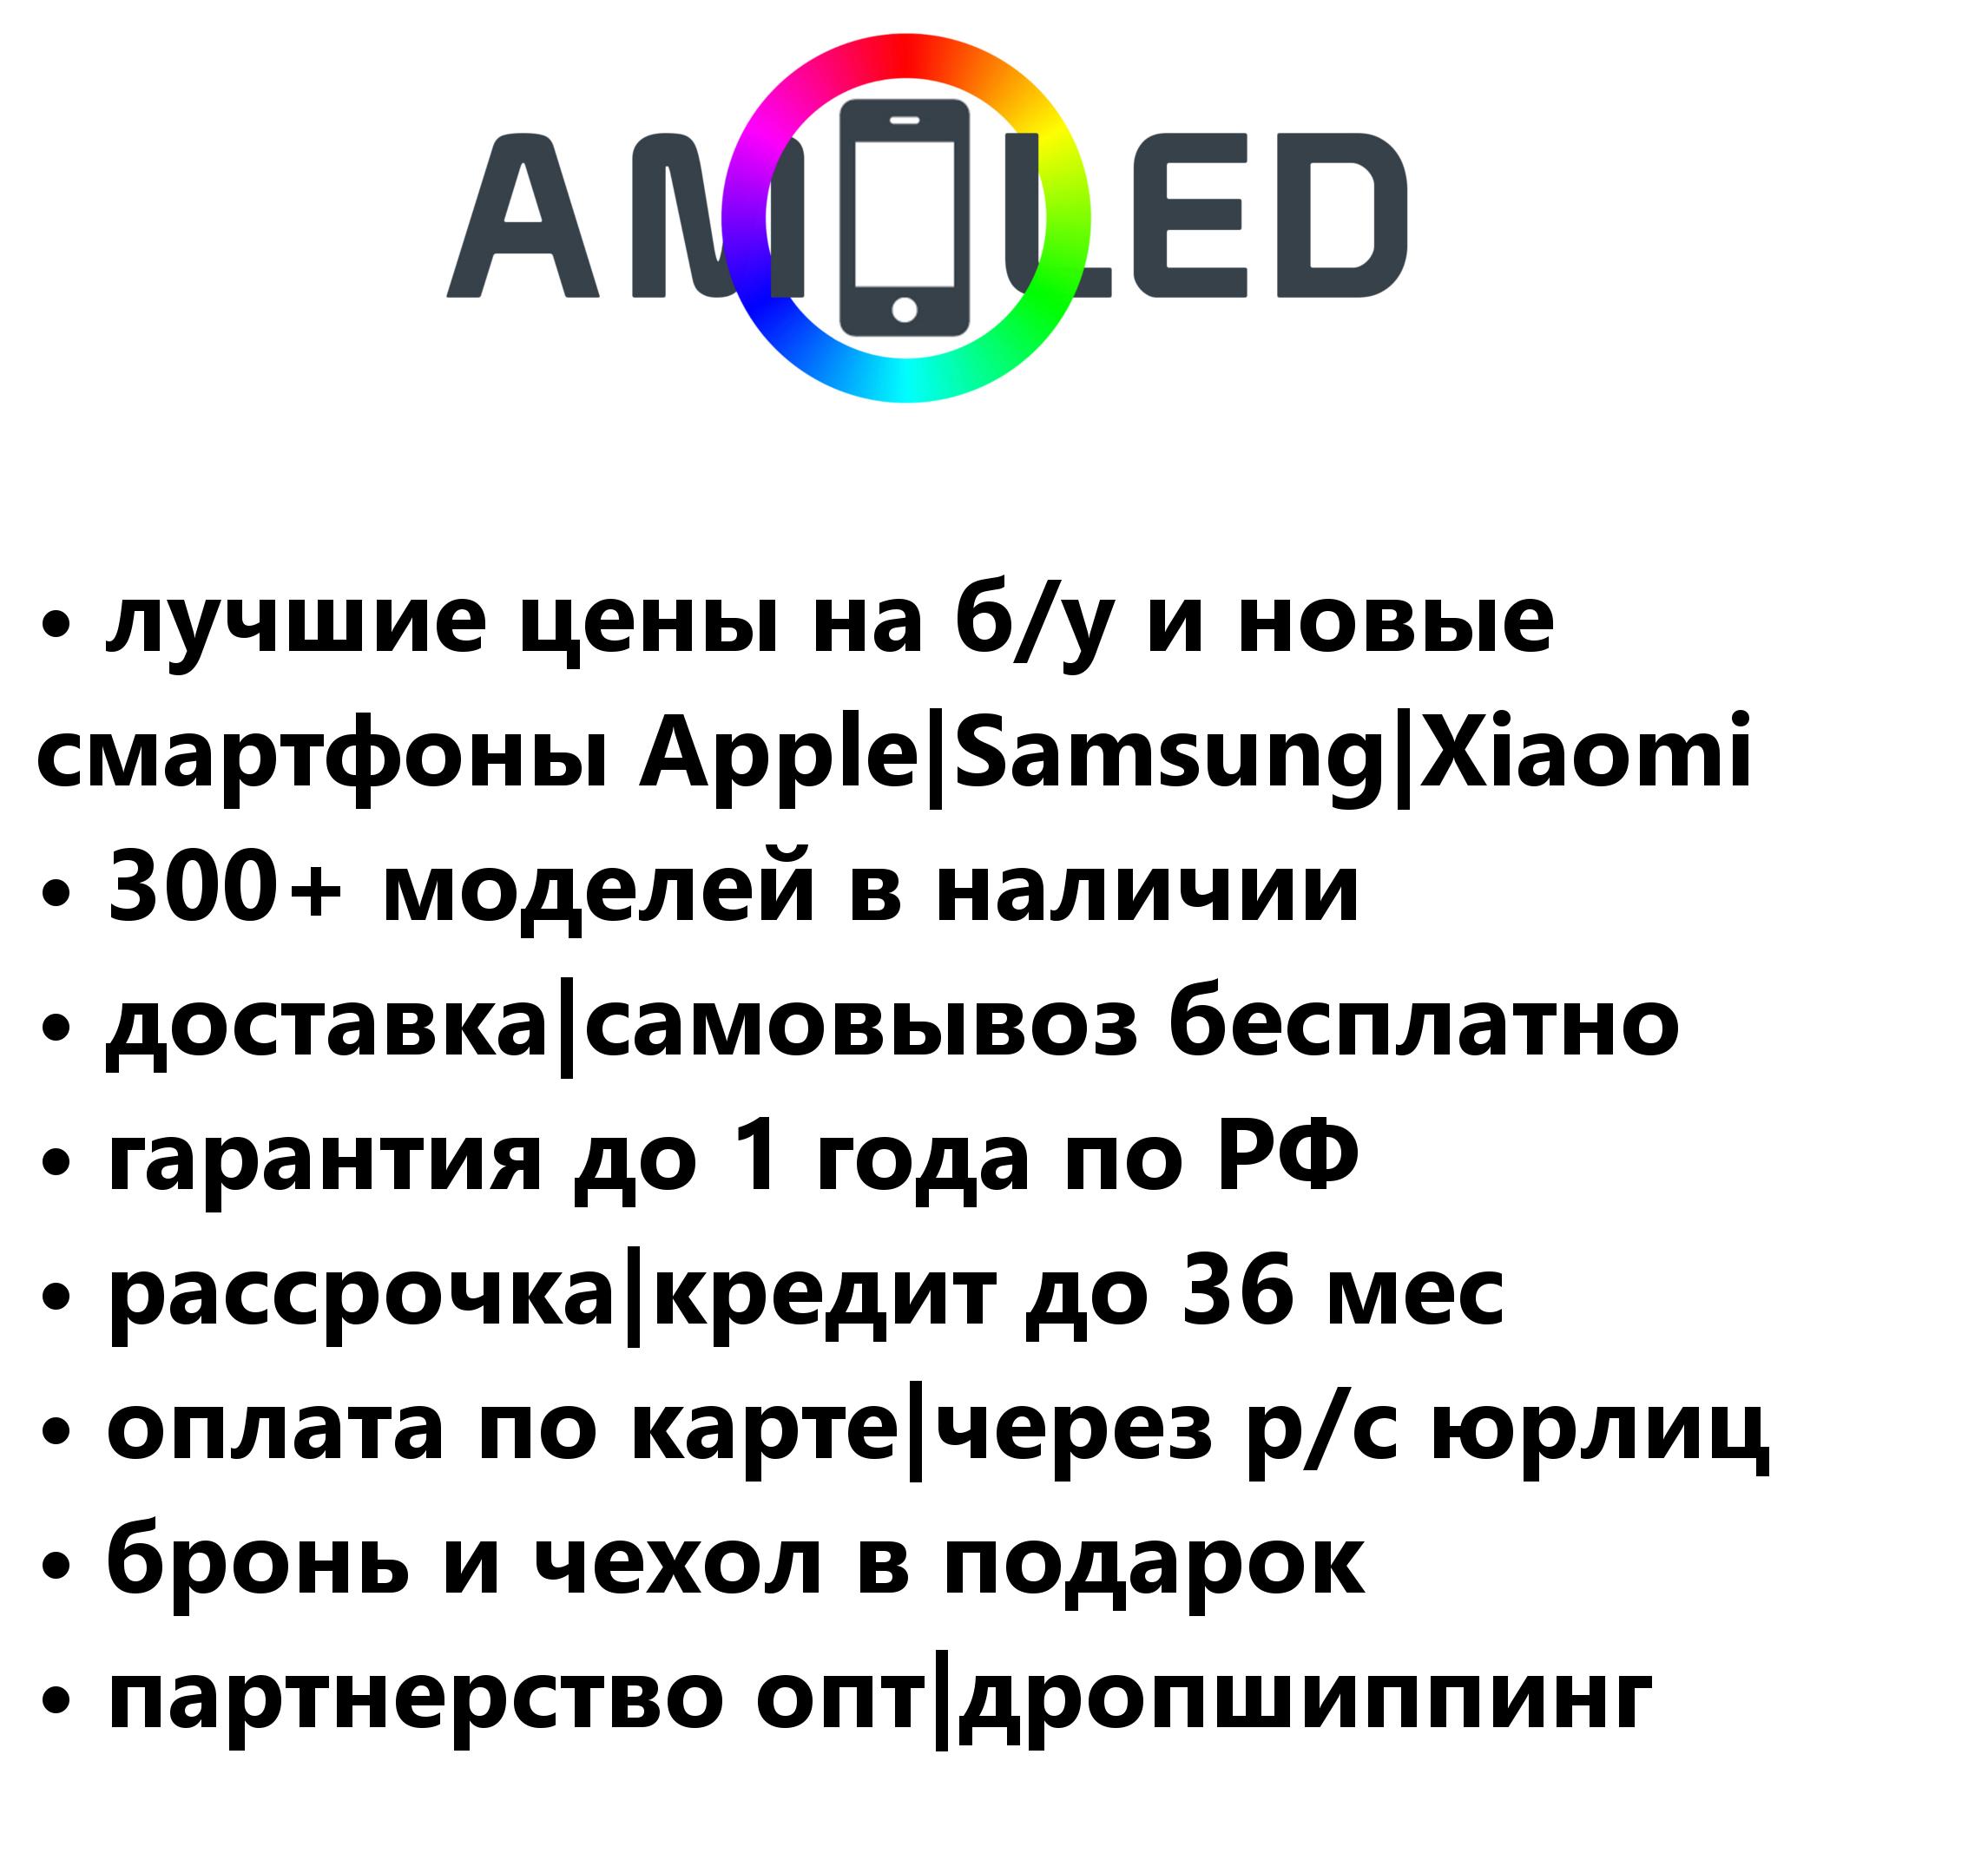 AMOLED
• лучшие цены на б/у и новые
смартфоны Apple|Samsung|Xiaomi
• 300+ моделей в наличии
• доставка|самовывоз бесплатно
• гарантия до 1 года по РФ
• рассрочка|кредит до 36 мес
• оплата по карте|через р/с юрлиц
• бронь и чехол в подарок
• партнерство опт|дропшиппинг